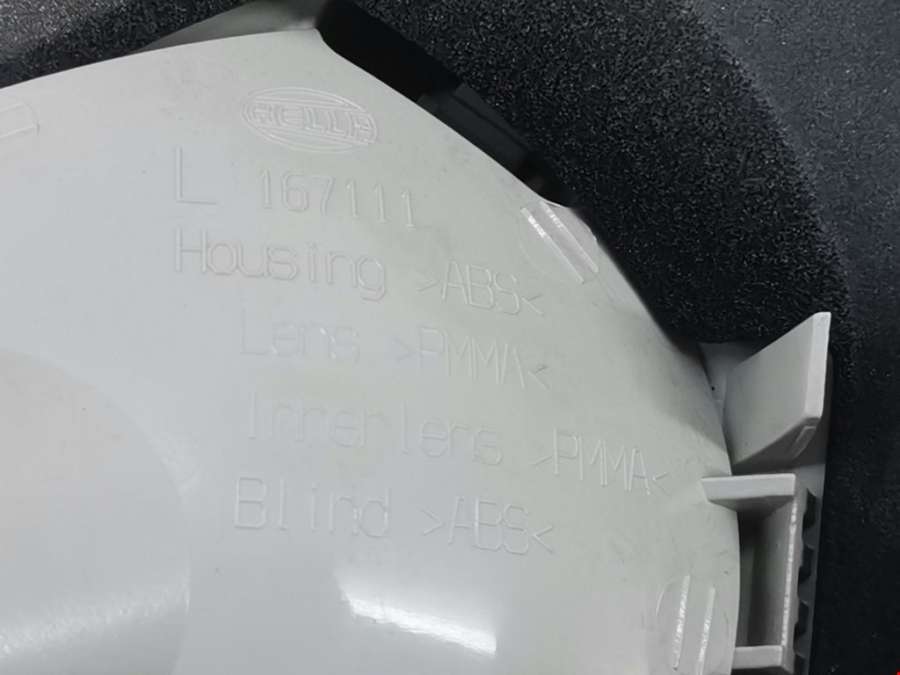 HELLA
L 167111
Housing >ABS<
Lens >PMMA<
Innerlens >PMMA<
Blind >ABS<